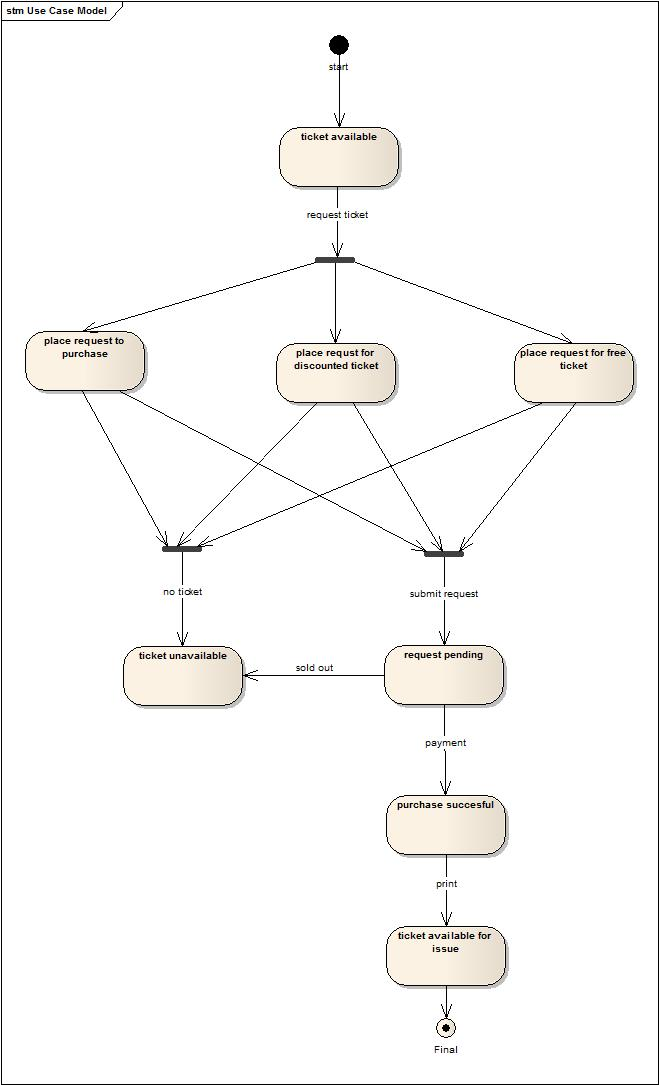 stm Use Case Model
start
ticket available
request ticket
place request to
purchase
place requst for
discounted ticket
place request for free
ticket
no ticket
submit request
ticket unavailable
sold out
request pending
payment
purchase succesful
print
ticket available for
issue
Final